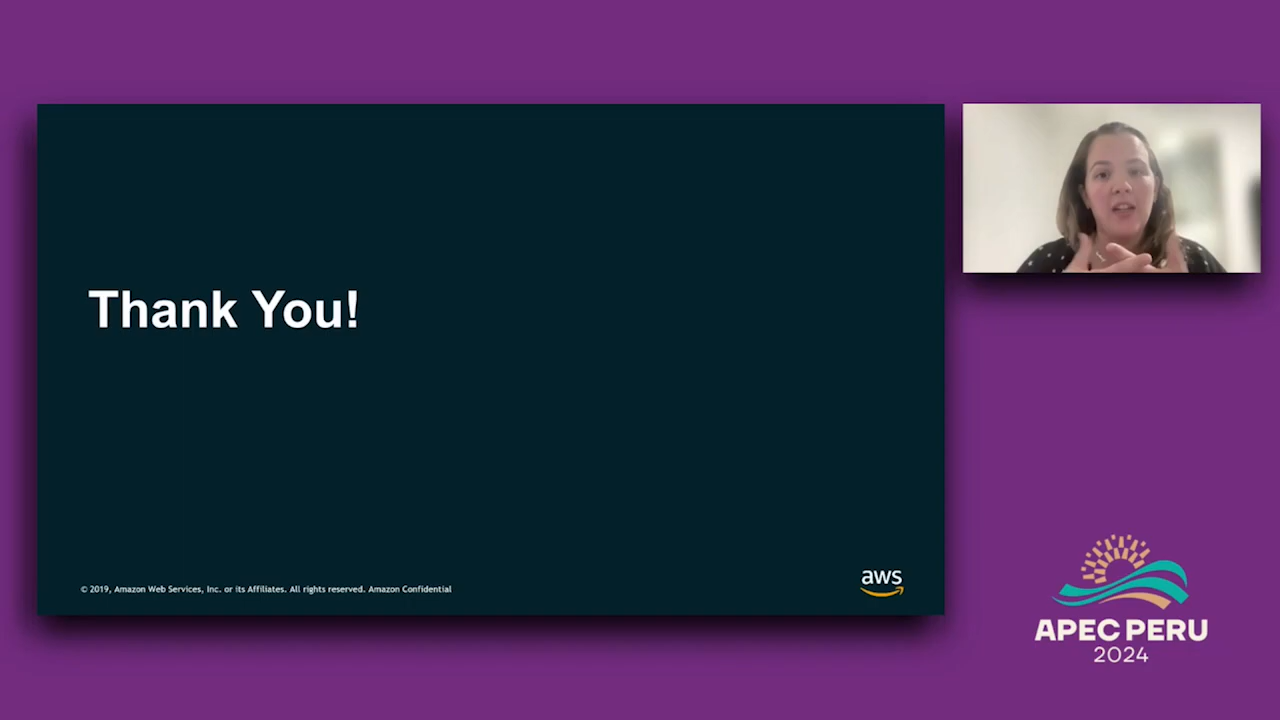 Thank You!
© 2019, Amazon Web Services, Inc. or its Affiliates. All rights reserved. Amazon Confidential
aws
APEC PERU
2024